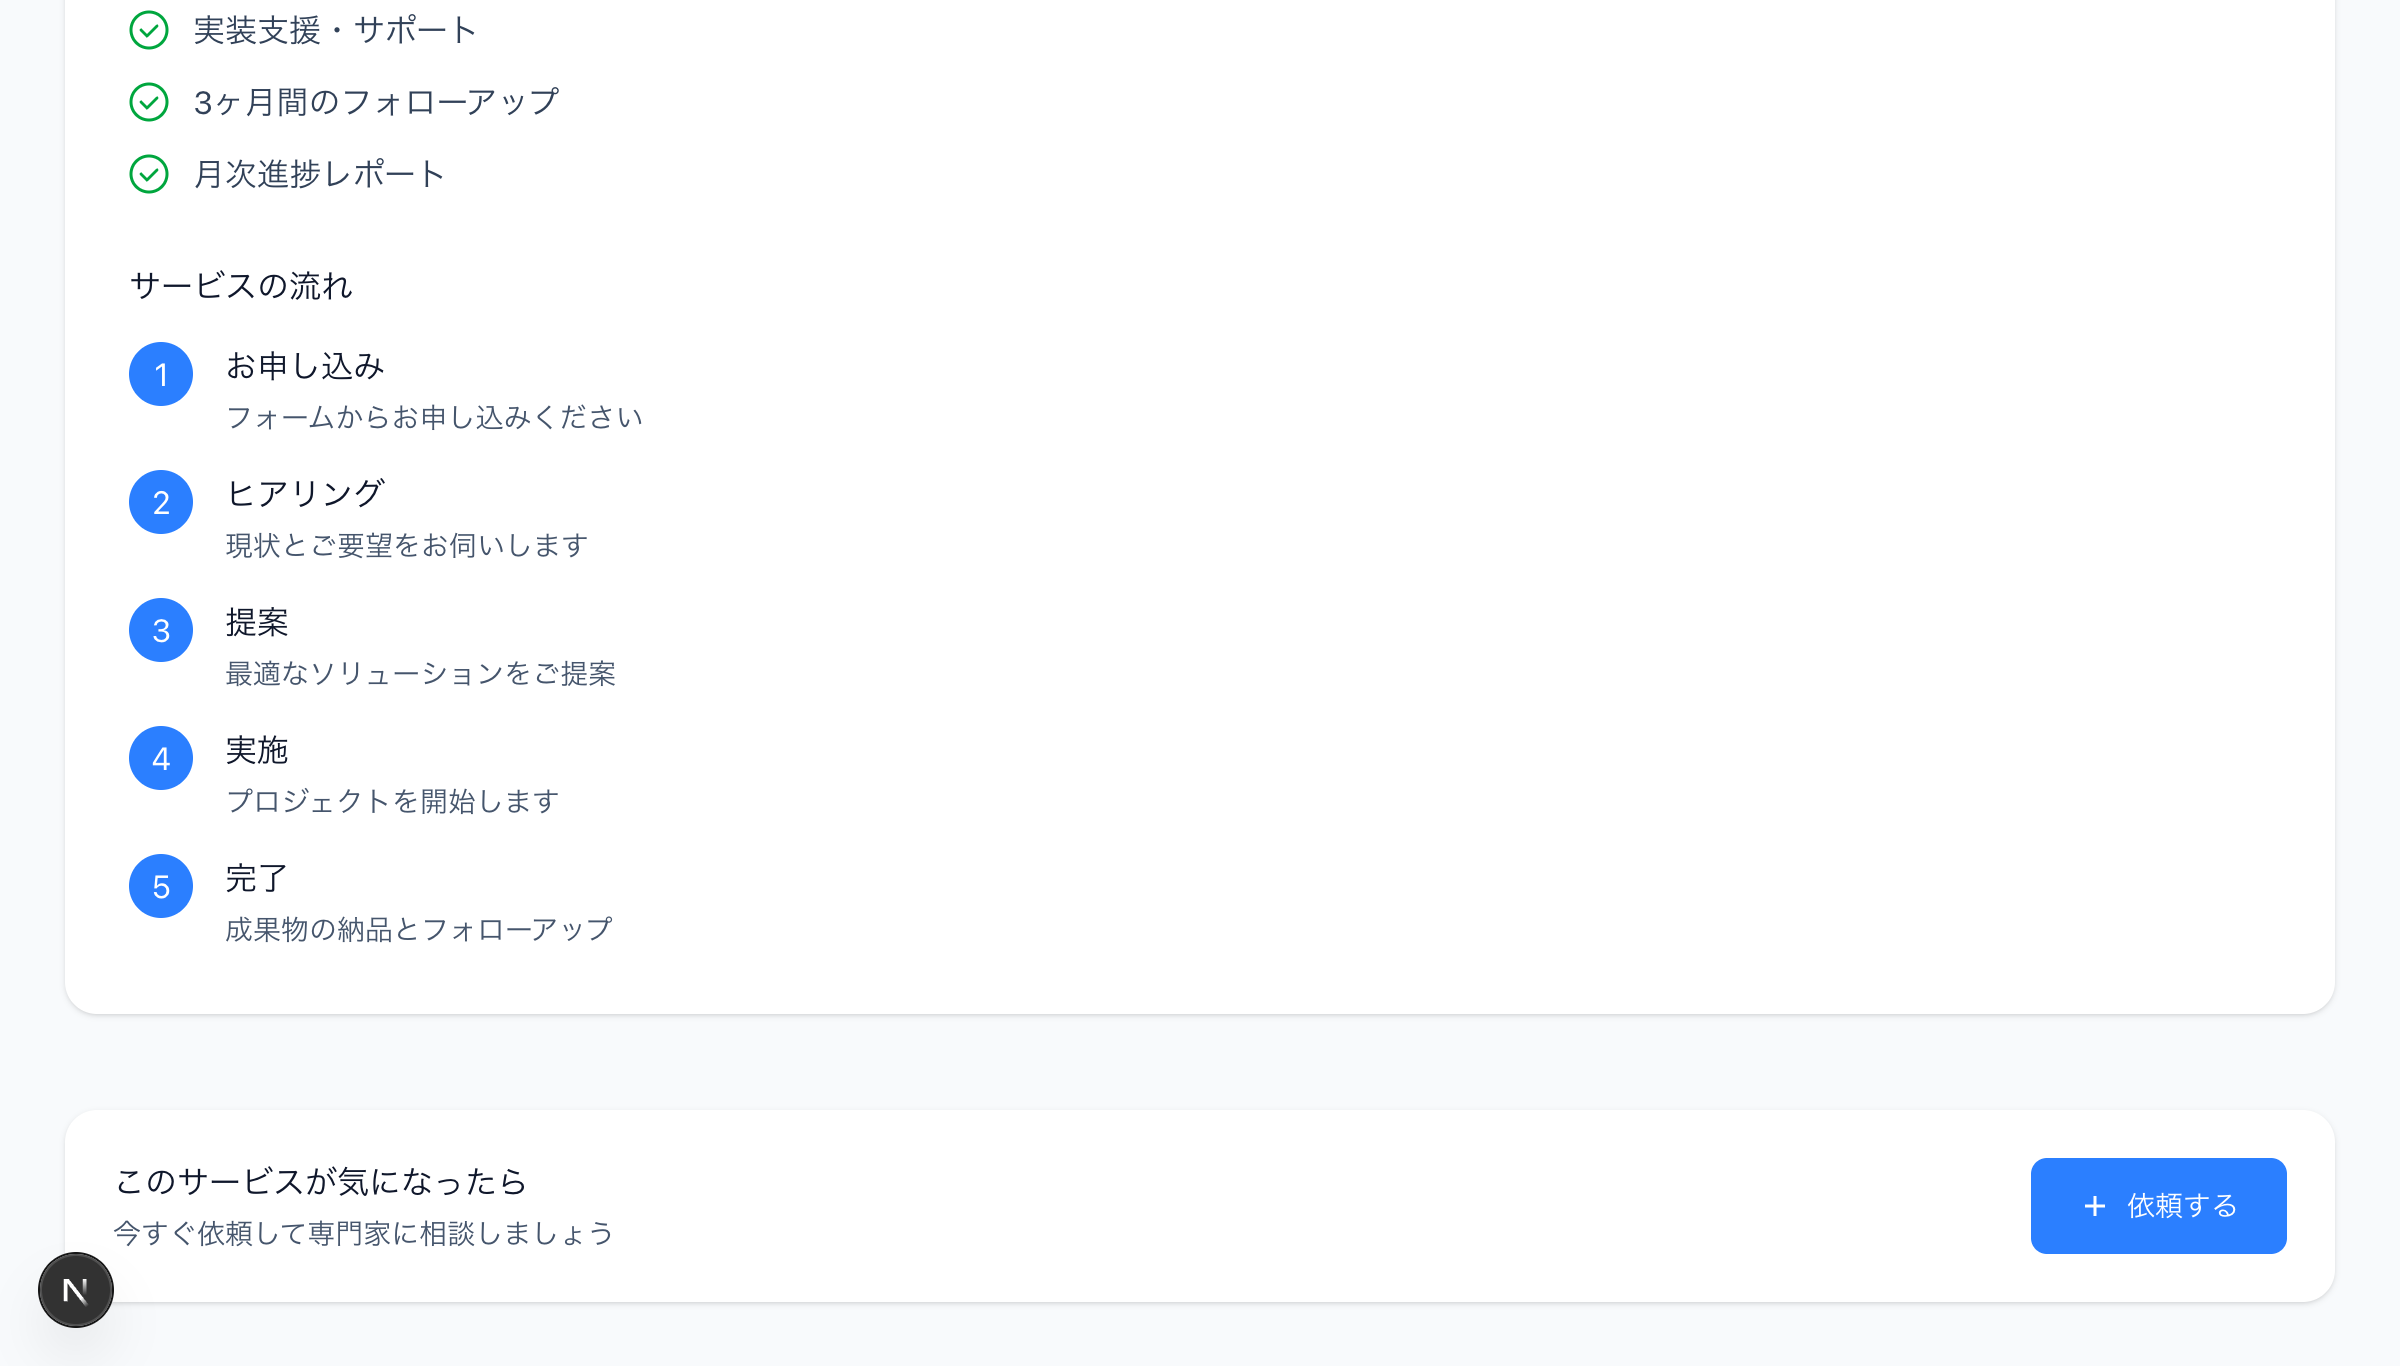 実装支援・サポート
3ヶ月間のフォローアップ
月次進捗レポート
サービスの流れ
1 お申し込み
フォームからお申し込みください
2 ヒアリング
現状とご要望をお伺いします
3 提案
最適なソリューションをご提案
4 実施
プロジェクトを開始します
5 完了
成果物の納品とフォローアップ
このサービスが気になったら
今すぐ依頼して専門家に相談しましょう
+ 依頼する
N